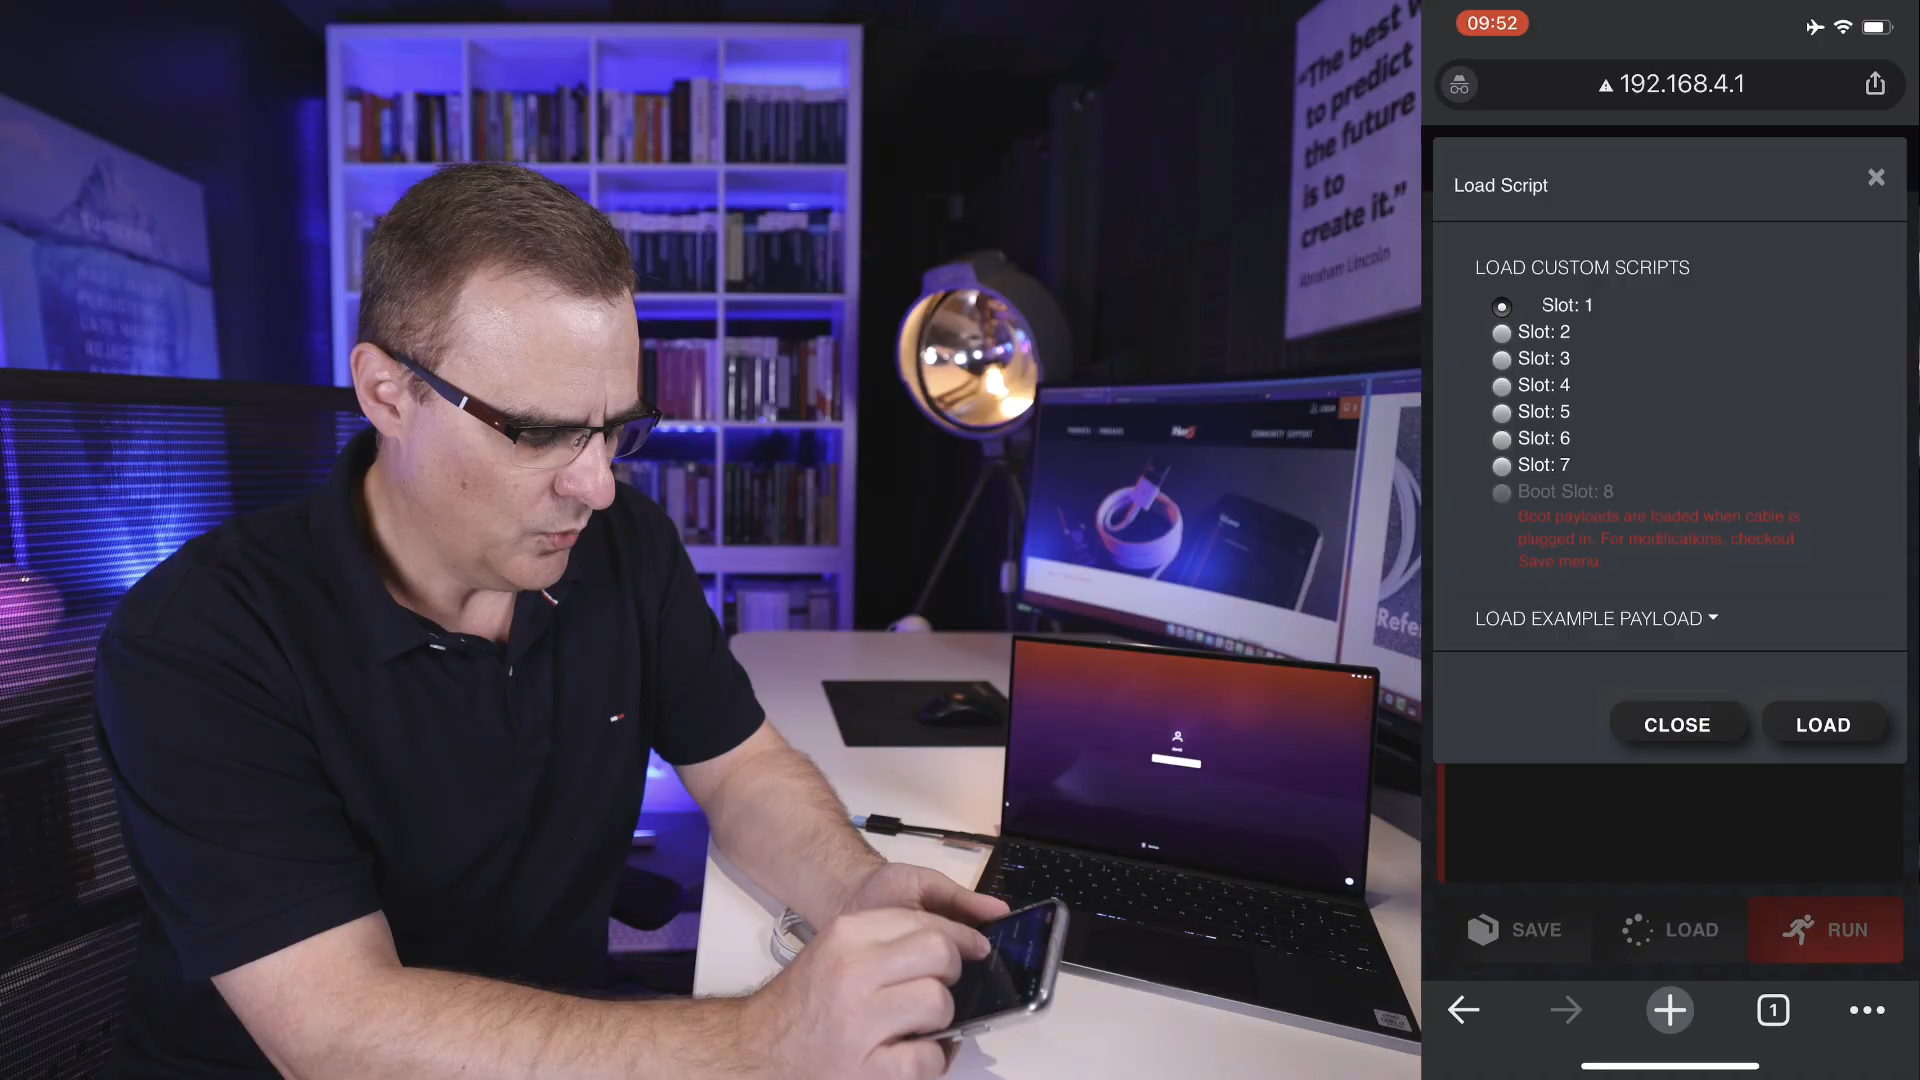 "The best w
to predict
the future
is to
create it."
Abraham Lincoln
COMMUNITY SUPPORT
Refe
09:52
192.168.4.1
Load Script
LOAD CUSTOM SCRIPTS
Slot: 1
Slot: 2
Slot: 3
Slot: 4
Slot: 5
Slot: 6
Slot: 7
Boot Slot: 8
Boot payloads are loaded when cable is
plugged in. For modifications, checkout
Save menu.
LOAD EXAMPLE PAYLOAD
CLOSE
LOAD
SAVE
LOAD
RUN
1